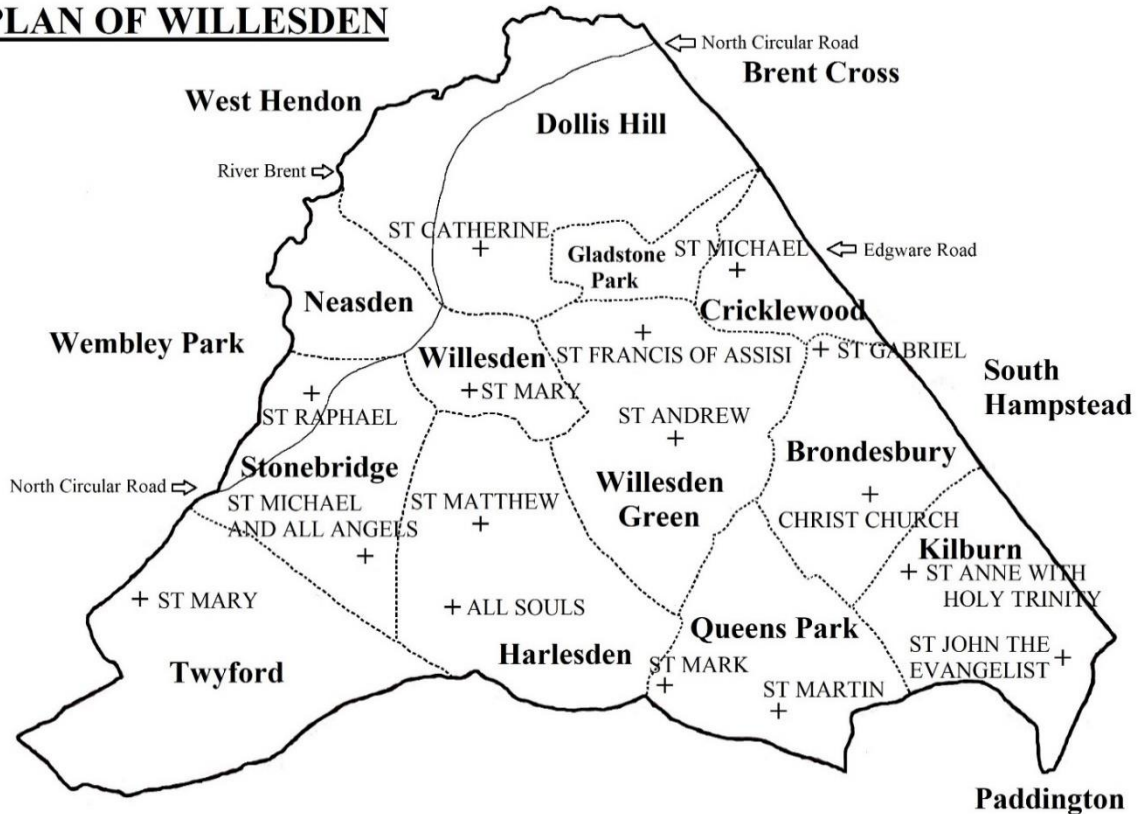 PLAN OF WILLESDEN
North Circular Road
Brent Cross
West Hendon
Dollis Hill
River Brent
ST CATHERINE
Gladstone
Park
ST MICHAEL
Edgware Road
Neasden
Cricklewood
Wembley Park
Willesden
ST FRANCIS OF ASSISI
ST GABRIEL
South
Hampstead
ST MARY
ST RAPHAEL
ST ANDREW
Stonebridge
Brondesbury
North Circular Road
ST MICHAEL
AND ALL ANGELS
ST MATTHEW
Willesden
Green
CHRIST CHURCH
Kilburn
ST ANNE WITH
HOLY TRINITY
ST MARY
ALL SOULS
Queens Park
Harlesden
Twyford
ST MARK
ST MARTIN
ST JOHN THE
EVANGELIST
Paddington